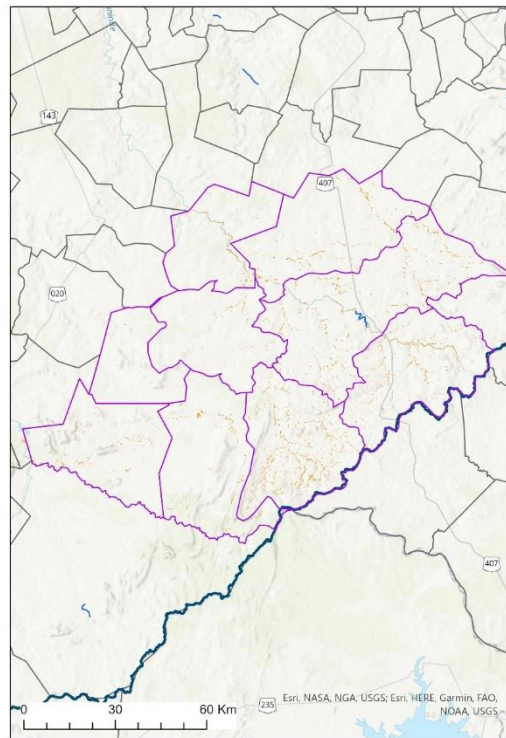 143
407
020
407
235
Esri, NASA, NGA, USGS; Esri, HERE, Garmin, FAO,
NOAA, USGS
0 30 60 Km